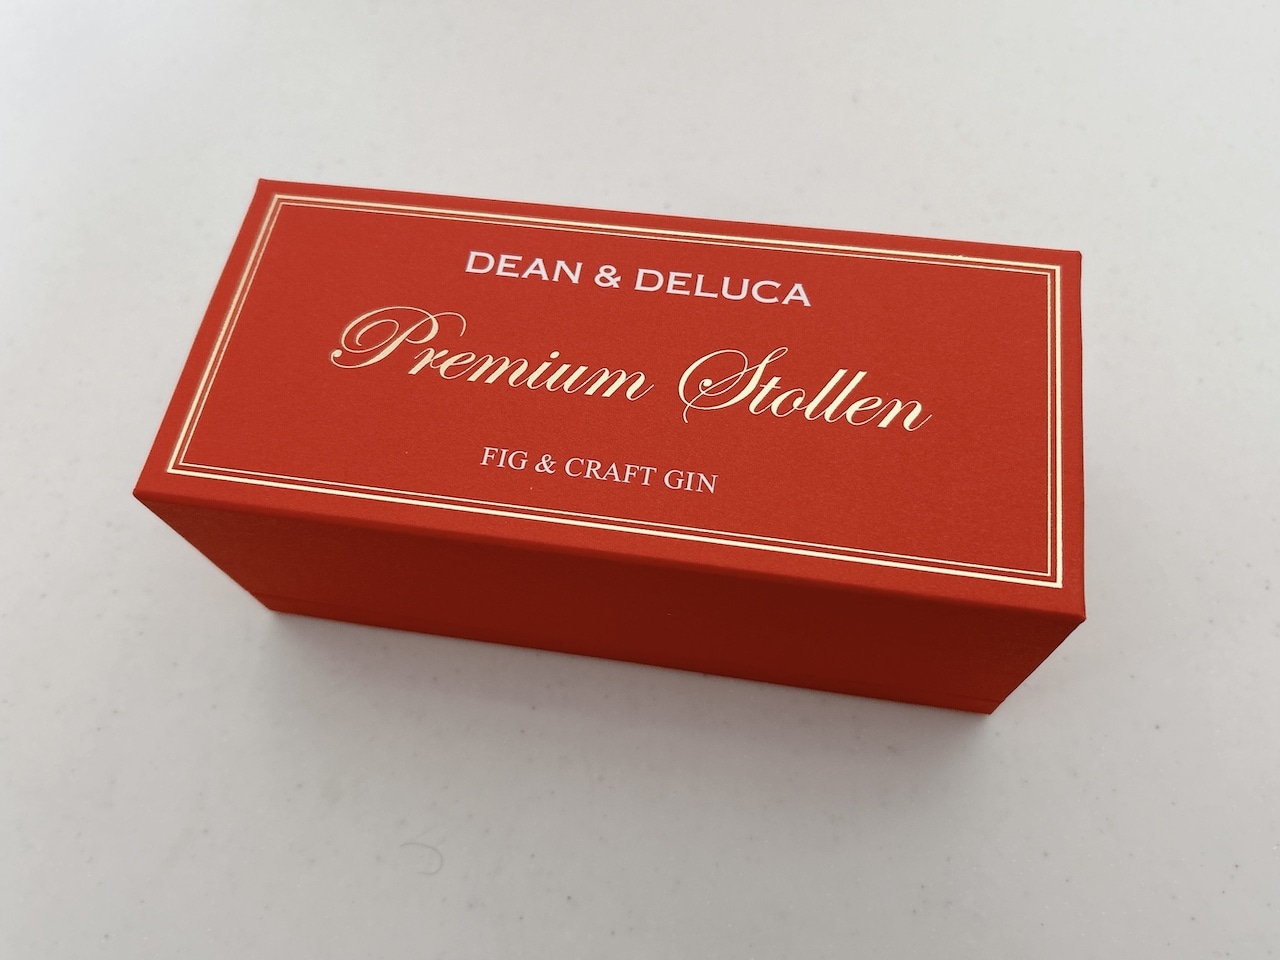 DEAN & DELUCA
Premium Stollen
FIG & CRAFT GIN